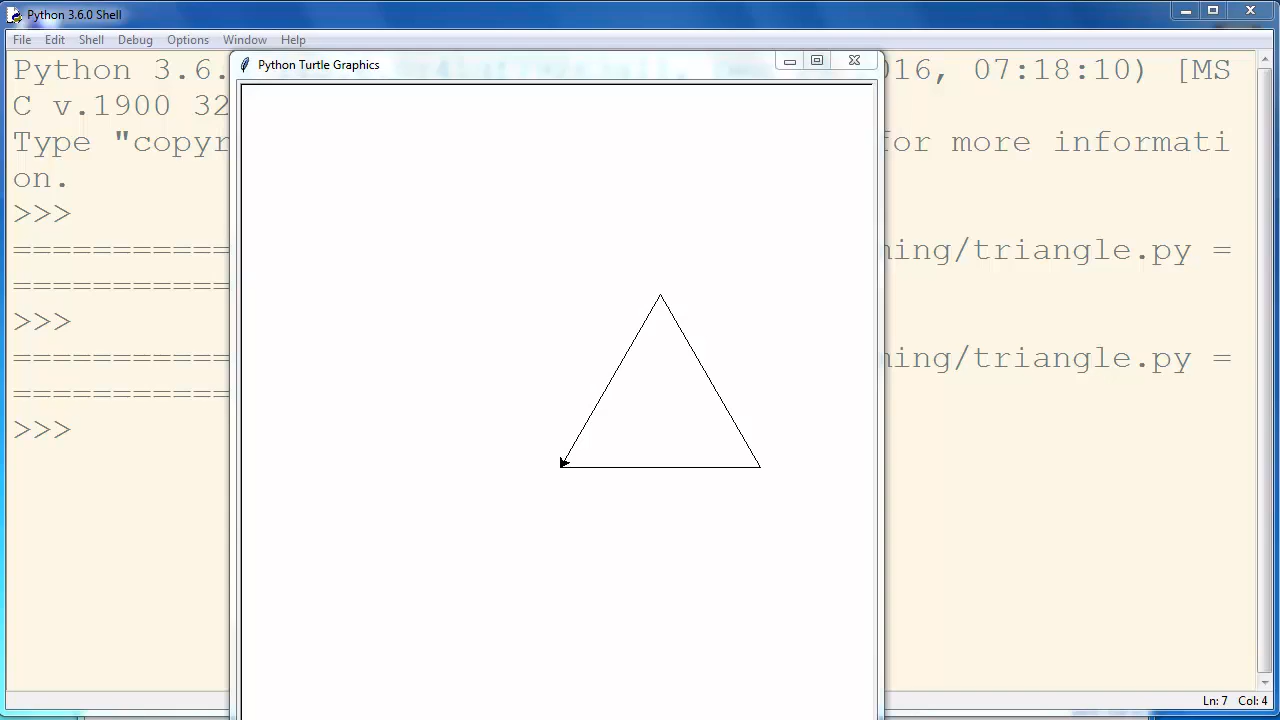 Python 3.6.0 Shell
File Edit Shell Debug Options Window Help
Python Turtle Graphics
Python 3.6. 016, 07:18:10) [MS
C v.1900 32
Type "copyr for more informati
on.
>>>
============ ning/triangle.py =
============
>>>
============ ning/triangle.py =
============
>>>
Ln: 7 Col: 4